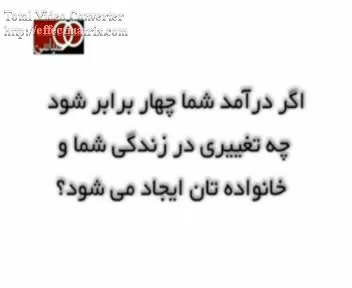 Total Video Converter
http://effectmatrix.com
اگر درآمد شما چهار برابر شود
چه تغییری در زندگی شما و
خانواده تان ایجاد می شود؟